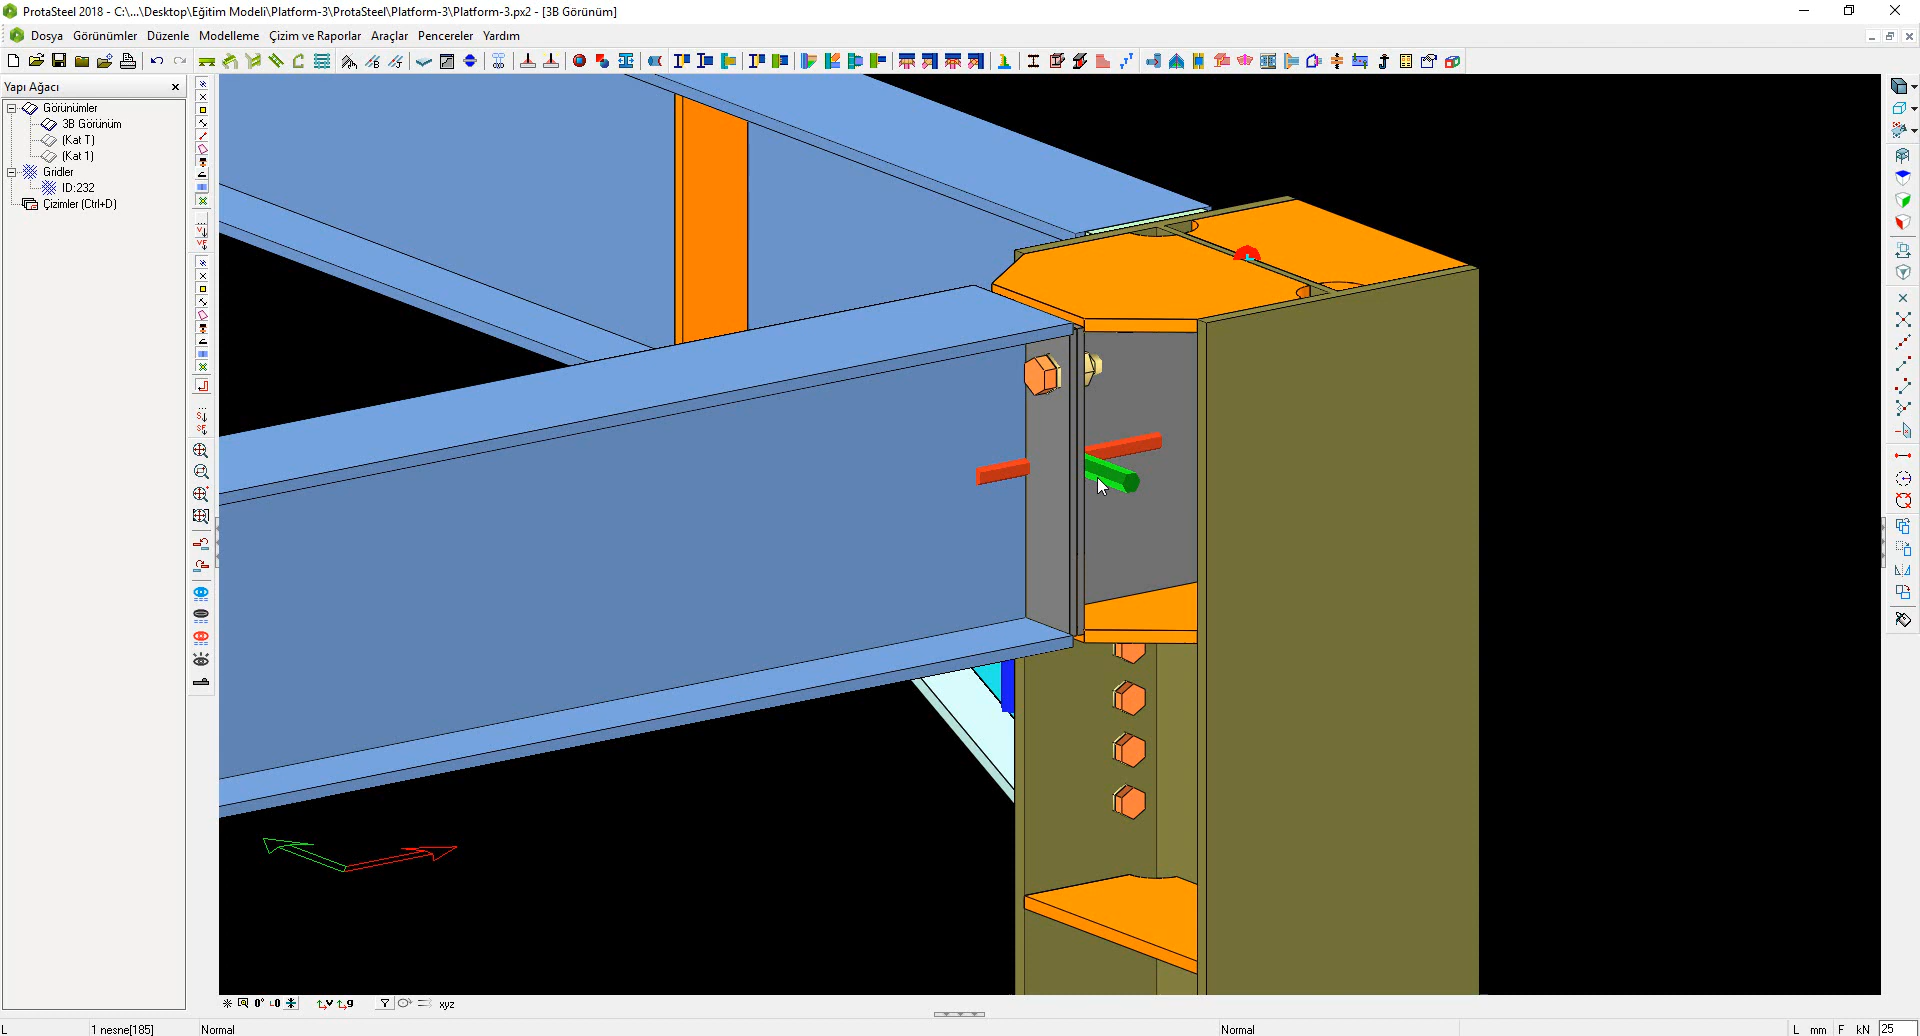 ProtaSteel 2018 - C:\...\Desktop\Eğitim Modeli\Platform-3\ProtaSteel\Platform-3\Platform-3.px2 - [3B Görünüm]
Dosya Görünümler Düzenle Modelleme Çizim ve Raporlar Araçlar Pencereler Yardım
Yapı Ağacı
Görünümler
3B Görünüm
(Kat T)
(Kat 1)
Gridler
ID:232
Çizimler (Ctrl+D)
xyz
L 1 nesne[185] Normal Normal L mm F kN 25